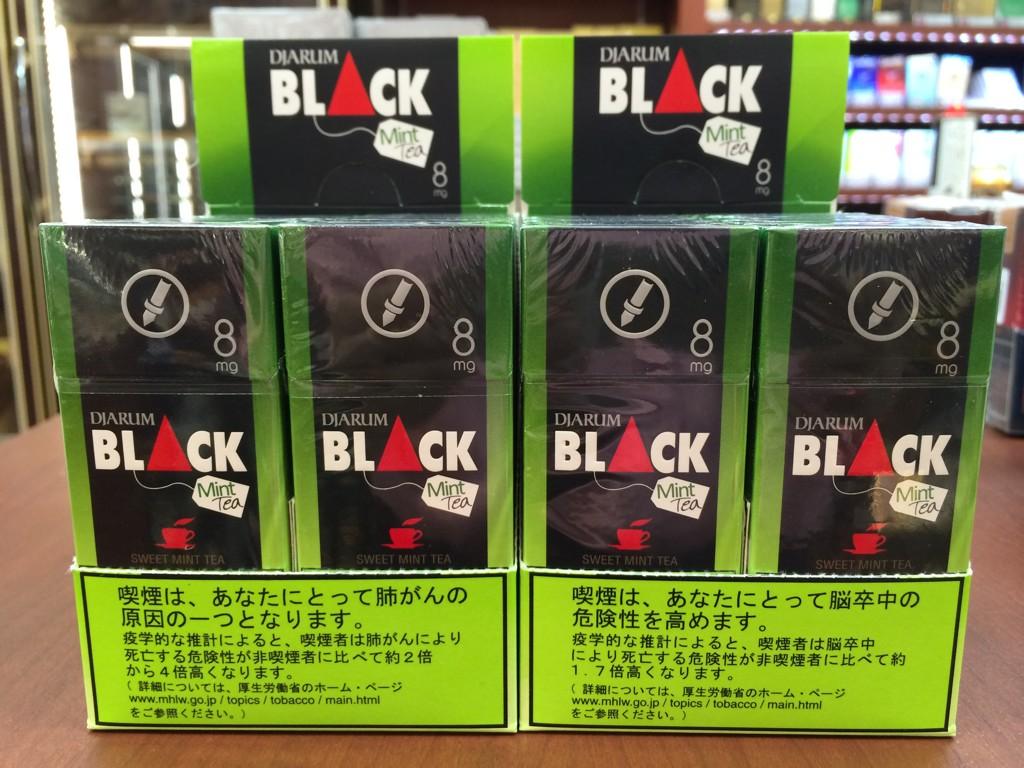 DJARUM
BLACK
Mint
Tea
8
mg
DJARUM
BLACK
Mint
Tea
8
mg
8
mg
DJARUM
BLACK
Mint
Tea
SWEET MINT TEA
8
mg
DJARUM
BLACK
Mint
Tea
SWEET MINT TEA
8
mg
DJARUM
BLACK
Mint
Tea
SWEET MINT TEA
8
mg
DJARUM
BLACK
Mint
Tea
SWEET MINT TEA
喫煙は、あなたにとって肺がんの
原因の一つとなります。
疫学的な推計によると、喫煙者は肺がんにより
死亡する危険性が非喫煙者に比べて約2倍
から4倍高くなります。
( 詳細については、厚生労働省のホーム・ページ
www.mhlw.go.jp / topics / tobacco / main.html
をご参照ください。)
喫煙は、あなたにとって脳卒中の
危険性を高めます。
疫学的な推計によると、喫煙者は脳卒中
により死亡する危険性が非喫煙者に比べて約
1.7倍高くなります。
( 詳細については、厚生労働省のホーム・ページ
www.mhlw.go.jp / topics / tobacco / main.html
をご参照ください。)